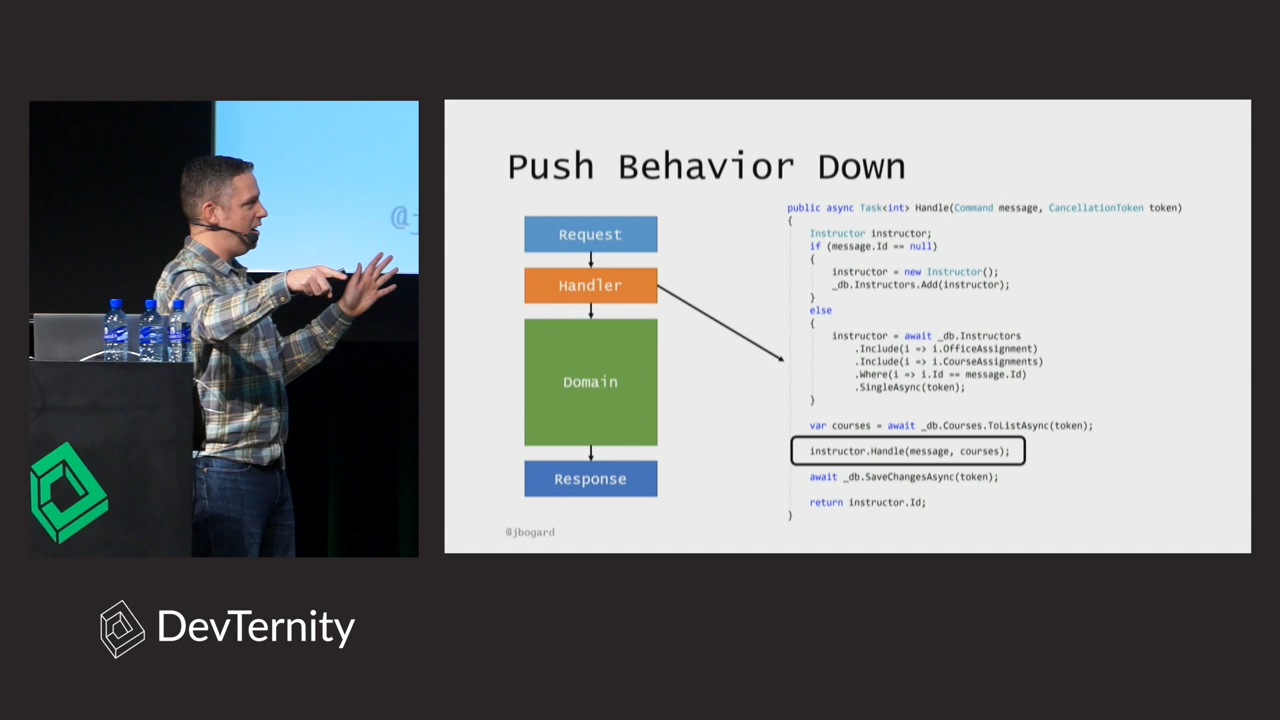 @j
Push Behavior Down
Request
Handler
Domain
Response
public async Task<int> Handle(Command message, CancellationToken token)
{
Instructor instructor;
if (message.Id == null)
{
instructor = new Instructor();
_db.Instructors.Add(instructor);
}
else
{
instructor = await _db.Instructors
.Include(i => i.OfficeAssignment)
.Include(i => i.CourseAssignments)
.Where(i => i.Id == message.Id)
.SingleAsync(token);
}
var courses = await _db.Courses.ToListAsync(token);
instructor.Handle(message, courses);
await _db.SaveChangesAsync(token);
return instructor.Id;
}
@jbogard
DevTernity